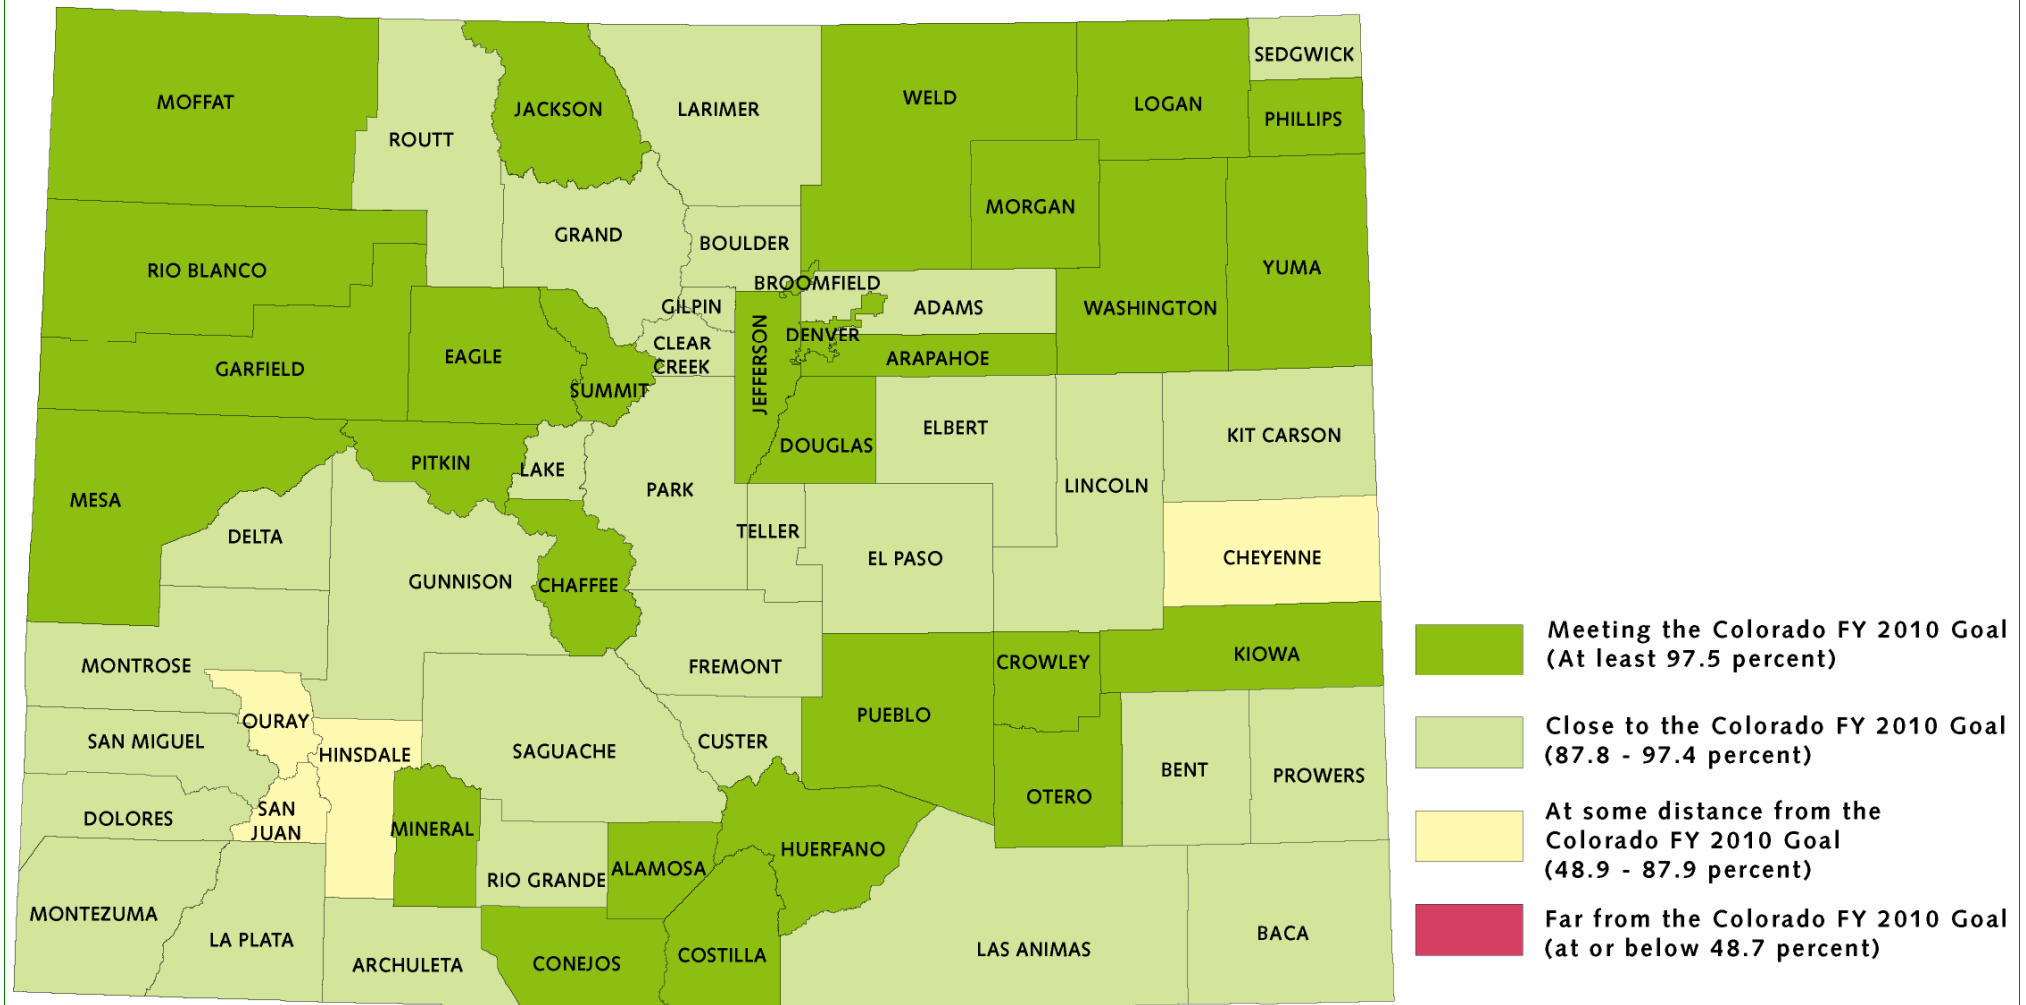 SEDGWICK
MOFFAT
JACKSON
LARIMER
WELD
LOGAN
PHILLIPS
ROUTT
MORGAN
GRAND
BOULDER
RIO BLANCO
YUMA
BROOMFIELD
GILPIN
ADAMS
WASHINGTON
JEFFERSON
DENVER
CLEAR
CREEK
EAGLE
ARAPAHOE
GARFIELD
SUMMIT
ELBERT
KIT CARSON
DOUGLAS
PITKIN
LAKE
PARK
LINCOLN
MESA
TELLER
DELTA
EL PASO
CHEYENNE
GUNNISON
CHAFFEE
MONTROSE
FREMONT
CROWLEY
KIOWA
OURAY
PUEBLO
SAN MIGUEL
CUSTER
HINSDALE
SAGUACHE
BENT
PROWERS
OTERO
SAN
JUAN
DOLORES
MINERAL
HUERFANO
ALAMOSA
RIO GRANDE
MONTEZUMA
LA PLATA
BACA
LAS ANIMAS
COSTILLA
CONEJOS
ARCHULETA
Meeting the Colorado FY 2010 Goal
(At least 97.5 percent)
Close to the Colorado FY 2010 Goal
(87.8 - 97.4 percent)
At some distance from the
Colorado FY 2010 Goal
(48.9 - 87.9 percent)
Far from the Colorado FY 2010 Goal
(at or below 48.7 percent)